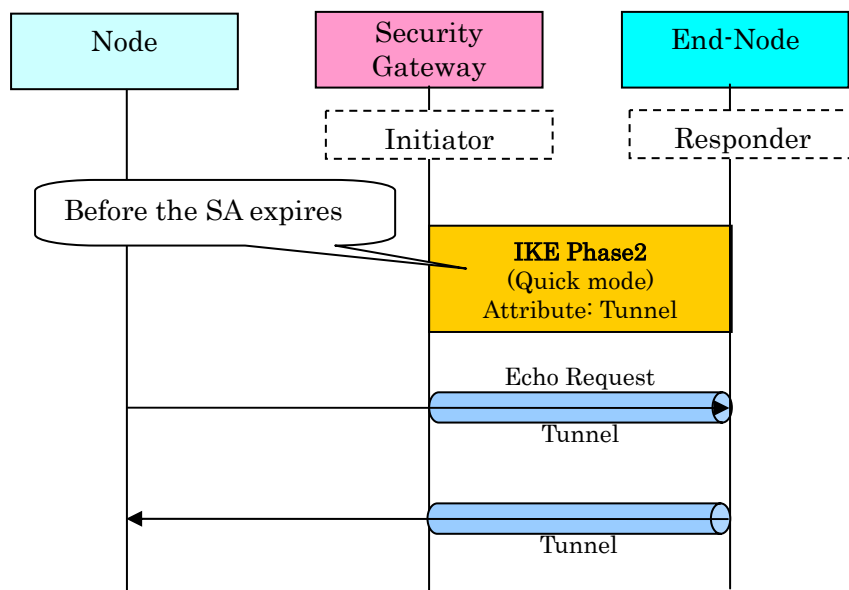 Node
Security
Gateway
End-Node
Initiator
Responder
Before the SA expires
IKE Phase2
(Quick mode)
Attribute: Tunnel
Echo Request
Tunnel
Tunnel